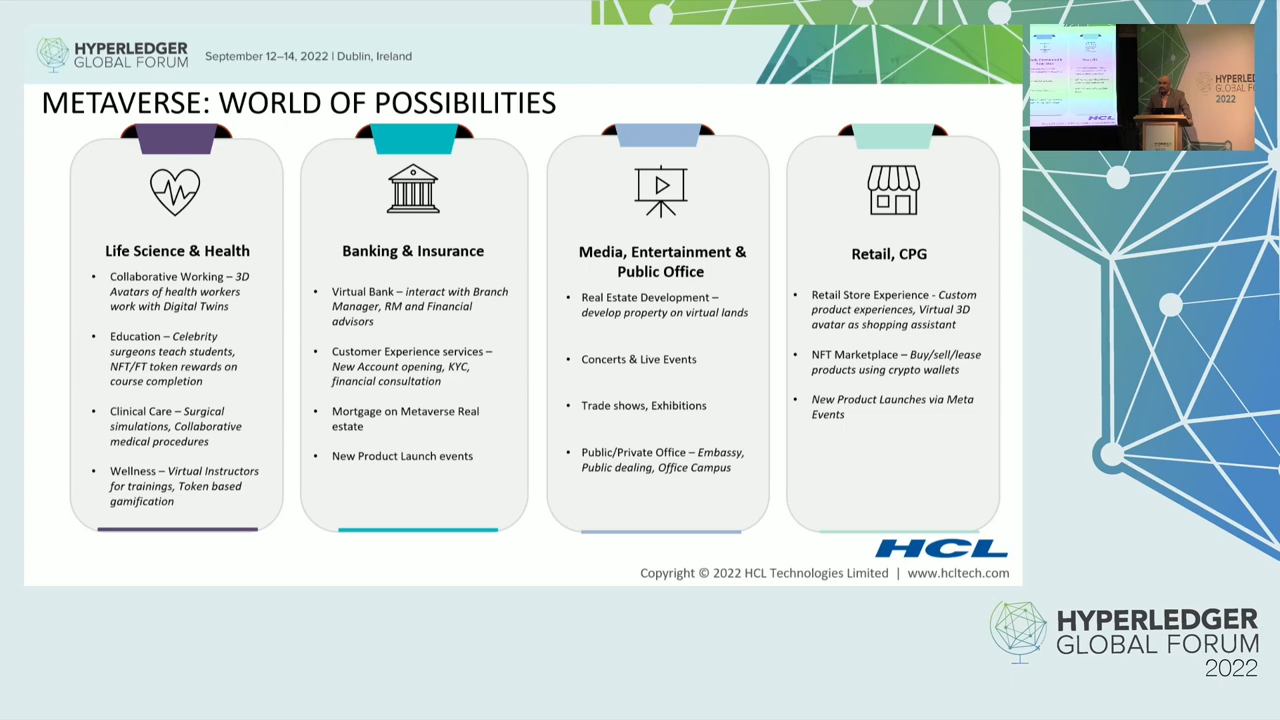 HYPERLEDGER
GLOBAL FORUM
September 12–14, 2022 | Dublin, Ireland
METAVERSE: WORLD OF POSSIBILITIES
Life Science & Health
• Collaborative Working – 3D
Avatars of health workers
work with Digital Twins
• Education – Celebrity
surgeons teach students,
NFT/FT token rewards on
course completion
• Clinical Care – Surgical
simulations, Collaborative
medical procedures
• Wellness – Virtual Instructors
for trainings, Token based
gamification
Banking & Insurance
• Virtual Bank – interact with Branch
Manager, RM and Financial
advisors
• Customer Experience services –
New Account opening, KYC,
financial consultation
• Mortgage on Metaverse Real
estate
• New Product Launch events
Media, Entertainment &
Public Office
• Real Estate Development –
develop property on virtual lands
• Concerts & Live Events
• Trade shows, Exhibitions
• Public/Private Office – Embassy,
Public dealing, Office Campus
Retail, CPG
• Retail Store Experience - Custom
product experiences, Virtual 3D
avatar as shopping assistant
• NFT Marketplace – Buy/sell/lease
products using crypto wallets
• New Product Launches via Meta
Events
HCL
Copyright © 2022 HCL Technologies Limited | www.hcltech.com
HCL
HYPERLEDGER
GLOBAL FORUM
2022
HYPERLEDGER
GLOBAL FORUM
2022